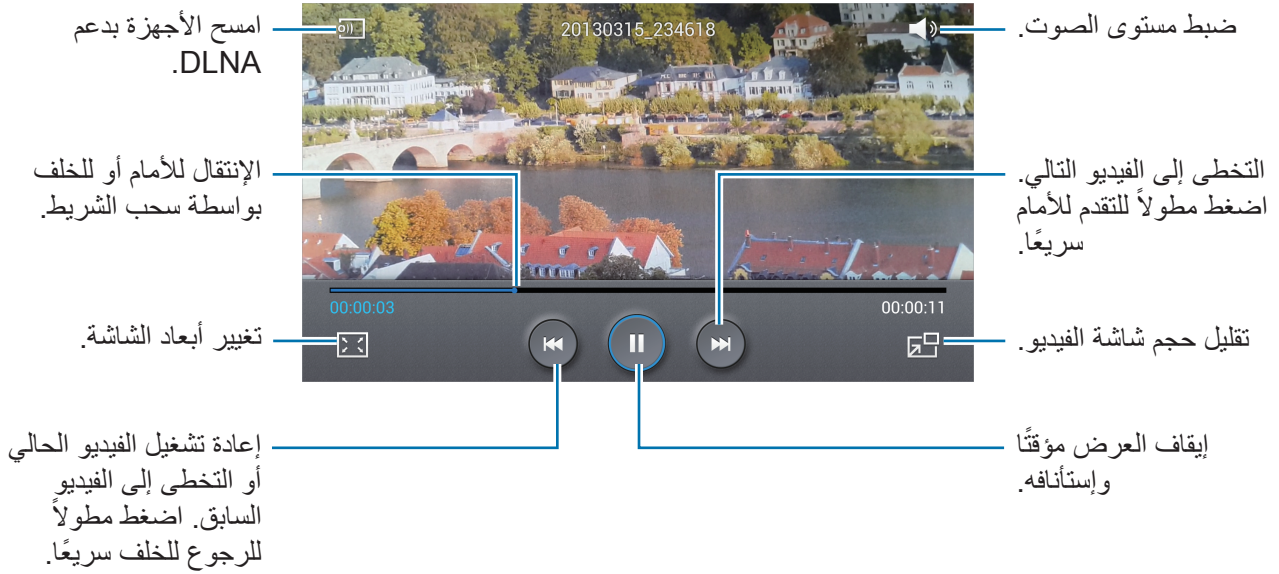 امسح الأجهزة بدعم
DLNA.
20130315_234618
ضبط مستوى الصوت.
الإنتقال للأمام أو للخلف
بواسطة سحب الشريط.
التخطى إلى الفيديو التالي.
اضغط مطولاً للتقدم للأمام
سريعًا.
00:00:03
00:00:11
تغيير أبعاد الشاشة.
تقليل حجم شاشة الفيديو.
إعادة تشغيل الفيديو الحالي
أو التخطى إلى الفيديو
السابق. اضغط مطولاً
للرجوع للخلف سريعًا.
إيقاف العرض مؤقتًا
وإستأنافه.